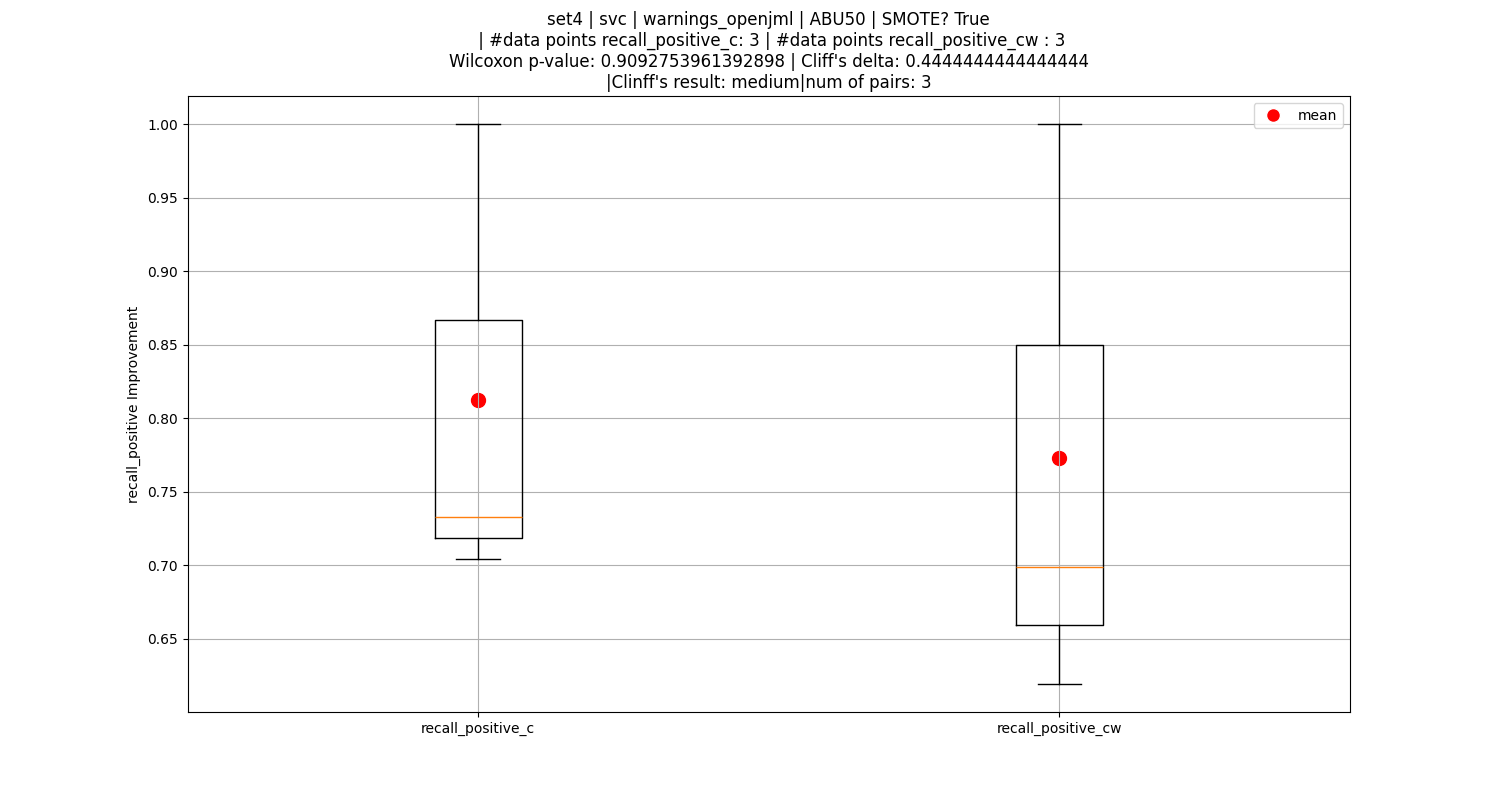 set4 | svc | warnings_openjml | ABU50 | SMOTE? True
| #data points recall_positive_c: 3 | #data points recall_positive_cw : 3
Wilcoxon p-value: 0.9092753961392898 | Cliff's delta: 0.4444444444444444
|Clinff's result: medium|num of pairs: 3
mean
recall_positive Improvement
1.00
0.95
0.90
0.85
0.80
0.75
0.70
0.65
recall_positive_c
recall_positive_cw